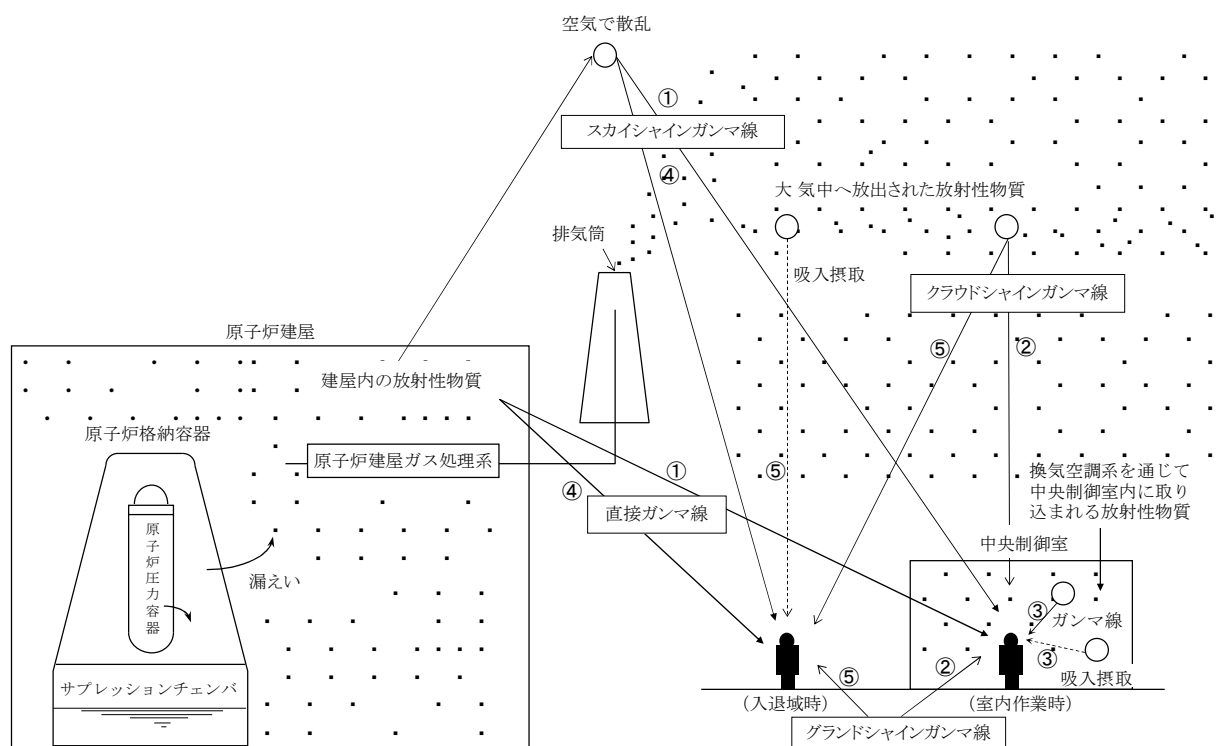 空気で散乱
①
スカイシャインガンマ線
④
大 気中へ放出された放射性物質
排気筒
吸入摂取
クラウドシャインガンマ線
原子炉建屋
⑤
②
建屋内の放射性物質
原子炉格納容器
原子炉建屋ガス処理系
①
⑤
④
直接ガンマ線
換気空調系を通じて
中央制御室内に取り
込まれる放射性物質
原子炉圧力容器
中央制御室
漏えい
③
ガンマ線
③
吸入摂取
サプレッションチェンバ
⑤
②
(入退域時)
(室内作業時)
グランドシャインガンマ線